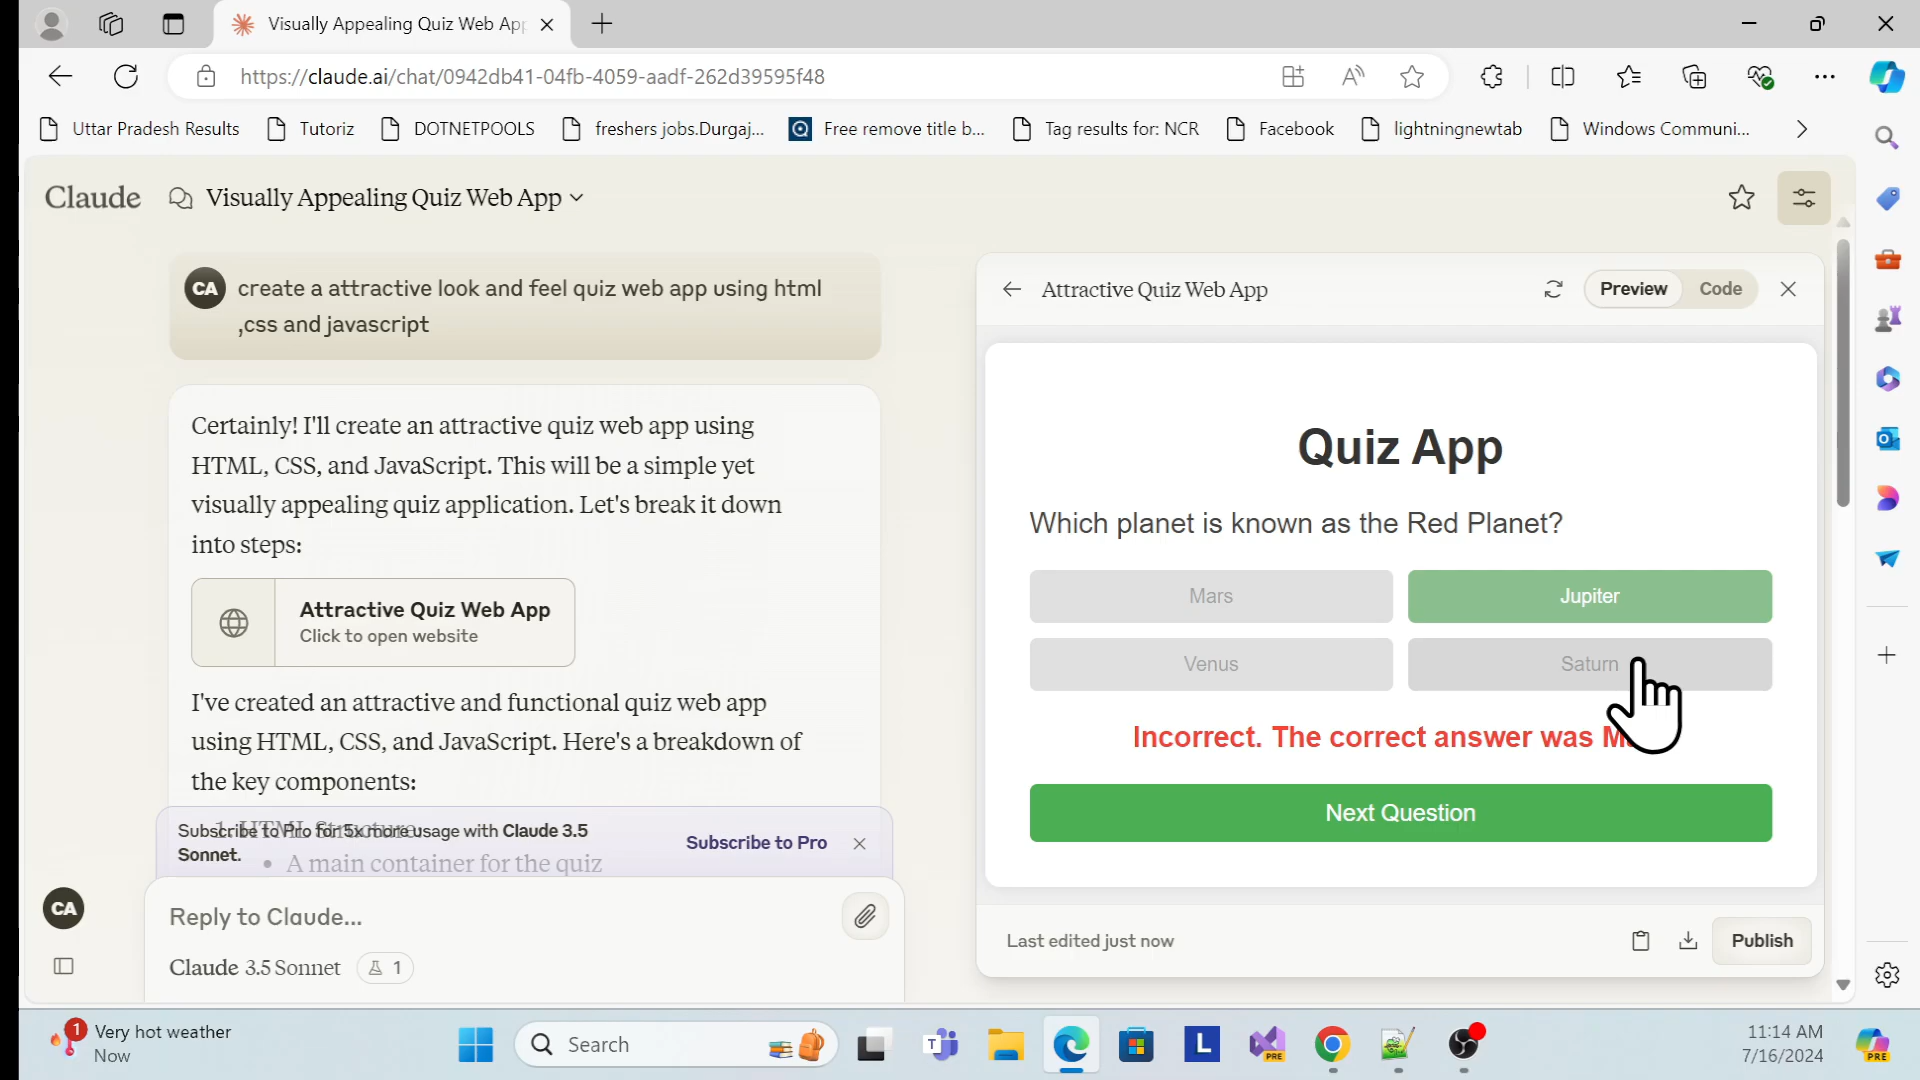 Visually Appealing Quiz Web App
https://claude.ai/chat/0942db41-04fb-4059-aadf-262d39595f48
Uttar Pradesh Results
Tutoriz
DOTNETPOOLS
freshers jobs.Durgaj...
Free remove title b...
Tag results for: NCR
Facebook
lightningnewtab
Windows Communi...
Claude
Visually Appealing Quiz Web App
CA
create a attractive look and feel quiz web app using html
,css and javascript
Certainly! I'll create an attractive quiz web app using
HTML, CSS, and JavaScript. This will be a simple yet
visually appealing quiz application. Let's break it down
into steps:
Attractive Quiz Web App
Click to open website
I've created an attractive and functional quiz web app
using HTML, CSS, and JavaScript. Here's a breakdown of
the key components:
1. HTML Structure:
Subscribe to Pro for 5x more usage with Claude 3.5
Sonnet.
Subscribe to Pro
• A main container for the quiz
CA
Reply to Claude...
Claude 3.5 Sonnet
1
Attractive Quiz Web App
Preview
Code
Quiz App
Which planet is known as the Red Planet?
Mars
Jupiter
Venus
Saturn
Incorrect. The correct answer was
Next Question
Last edited just now
Publish
1
Very hot weather
Now
Search
T
L
PRE
11:14 AM
7/16/2024
PRE